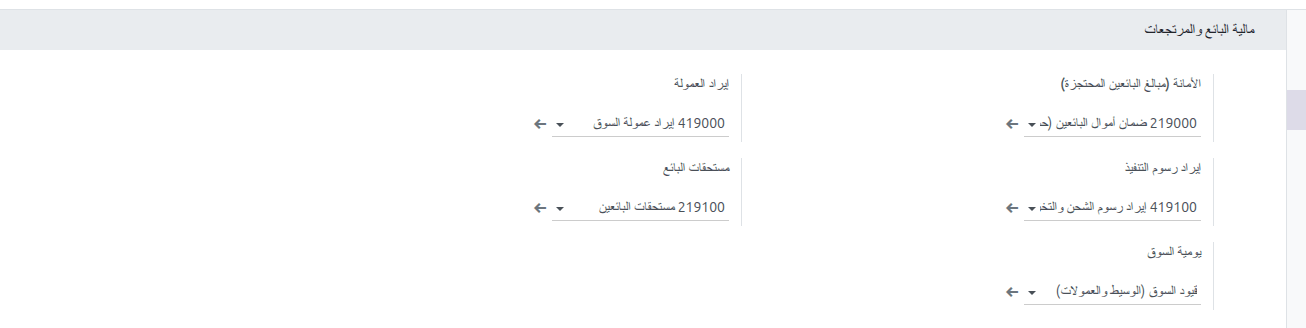 مالية البائع والمرتجعات
الأمانة (مبالغ البائعين المحتجزة)
219000 ضمان أموال البائعين
إيراد العمولة
419000 إيراد عمولة السوق
إيراد رسوم التنفيذ
419100 إيراد رسوم الشحن
مستحقات البائع
219100 مستحقات البائعين
يومية السوق
قيود السوق (الوسيط والعمولات)